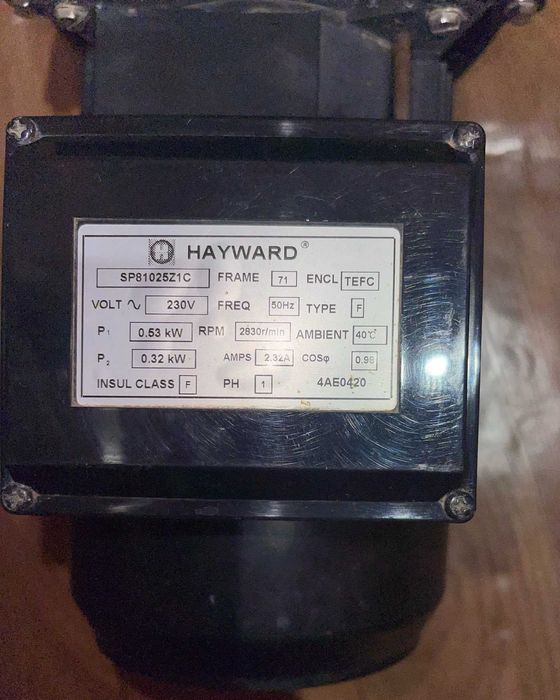 HAYWARD®
SP81025Z1C FRAME 71 ENCL TEFC
VOLT ∿ 230V FREQ 50Hz TYPE F
P1 0.53 kW RPM 2830r/min AMBIENT 40℃
P2 0.32 kW AMPS 2.32A COSφ 0.98
INSUL CLASS F PH 1 4AE0420